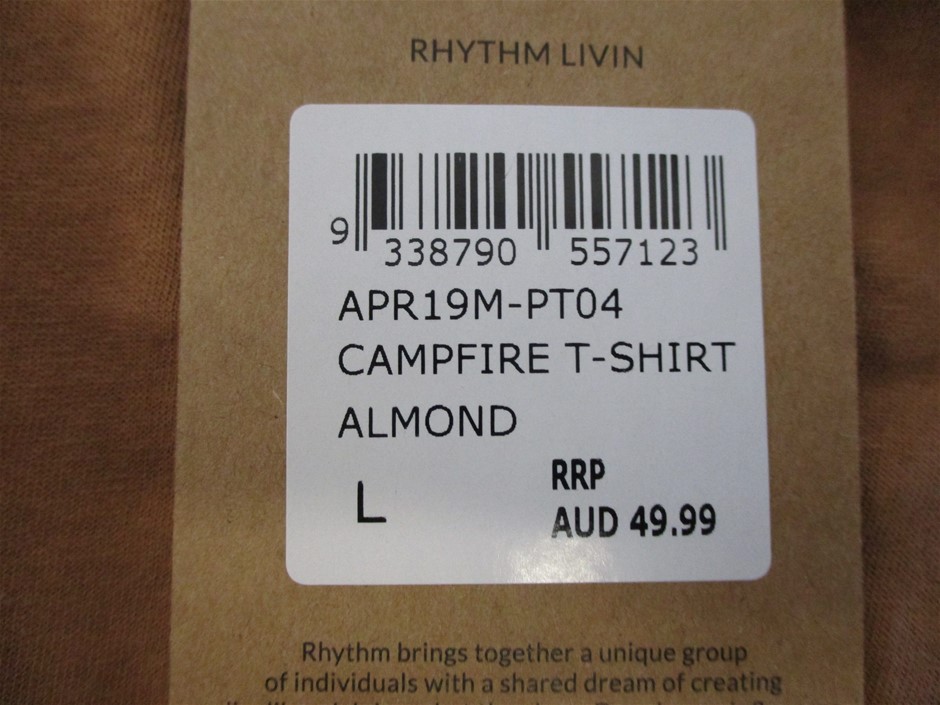 RHYTHM LIVIN
9 338790 557123
APR19M-PT04
CAMPFIRE T-SHIRT
ALMOND
L
RRP
AUD 49.99
Rhythm brings together a unique group
of individuals with a shared dream of creating